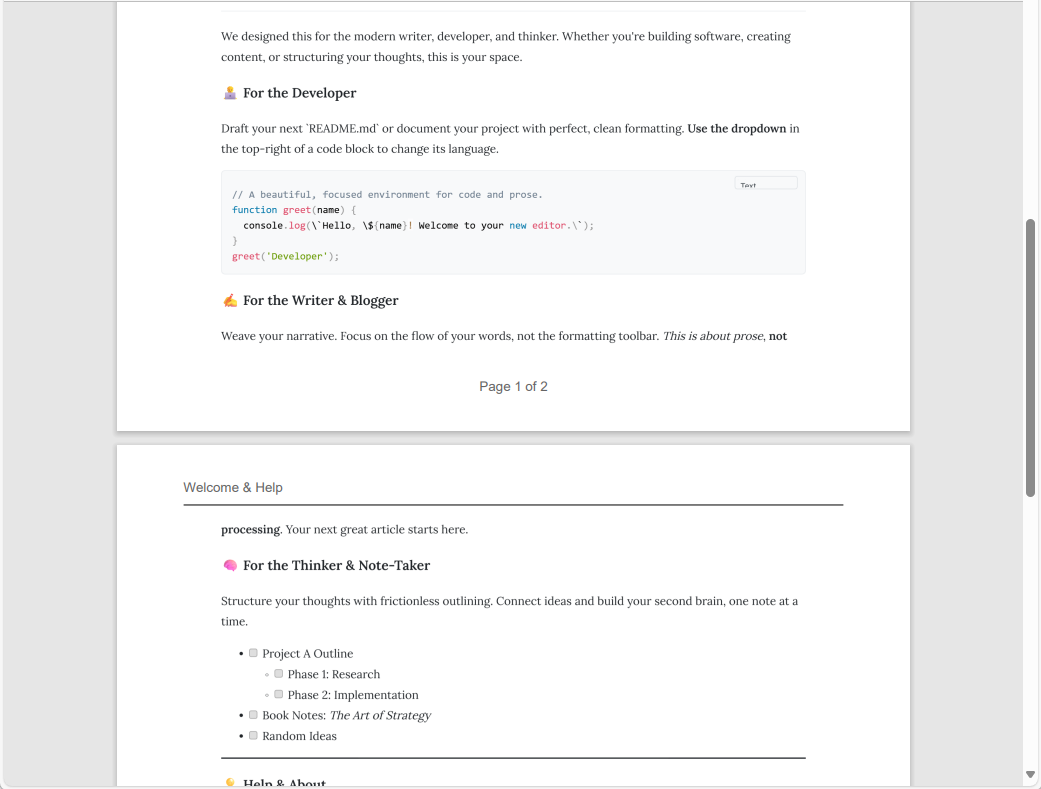 We designed this for the modern writer, developer, and thinker. Whether you're building software, creating
content, or structuring your thoughts, this is your space.
For the Developer
Draft your next `README.md` or document your project with perfect, clean formatting. Use the dropdown in
the top-right of a code block to change its language.
Text
// A beautiful, focused environment for code and prose.
function greet(name) {
  console.log(\`Hello, \${name}! Welcome to your new editor.\`);
}
greet('Developer');
For the Writer & Blogger
Weave your narrative. Focus on the flow of your words, not the formatting toolbar. This is about prose, not
Page 1 of 2
Welcome & Help
processing. Your next great article starts here.
For the Thinker & Note-Taker
Structure your thoughts with frictionless outlining. Connect ideas and build your second brain, one note at a
time.
Project A Outline
Phase 1: Research
Phase 2: Implementation
Book Notes: The Art of Strategy
Random Ideas
Help & About